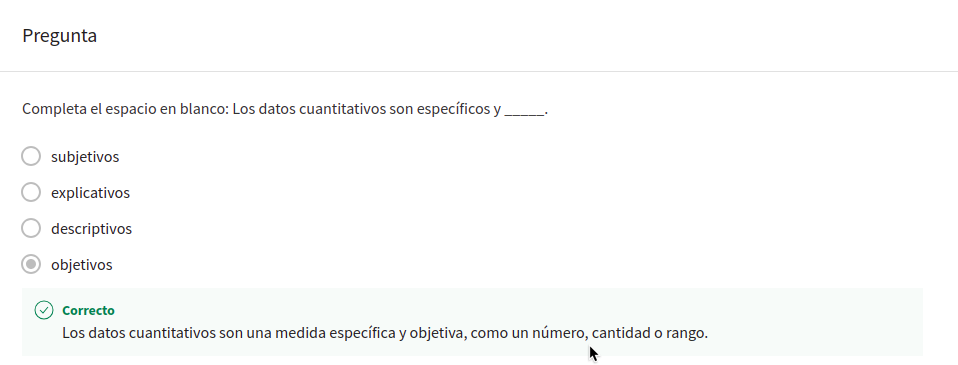 Pregunta
Completa el espacio en blanco: Los datos cuantitativos son específicos y _____.
subjetivos
explicativos
descriptivos
objetivos
Correcto
Los datos cuantitativos son una medida específica y objetiva, como un número, cantidad o rango.